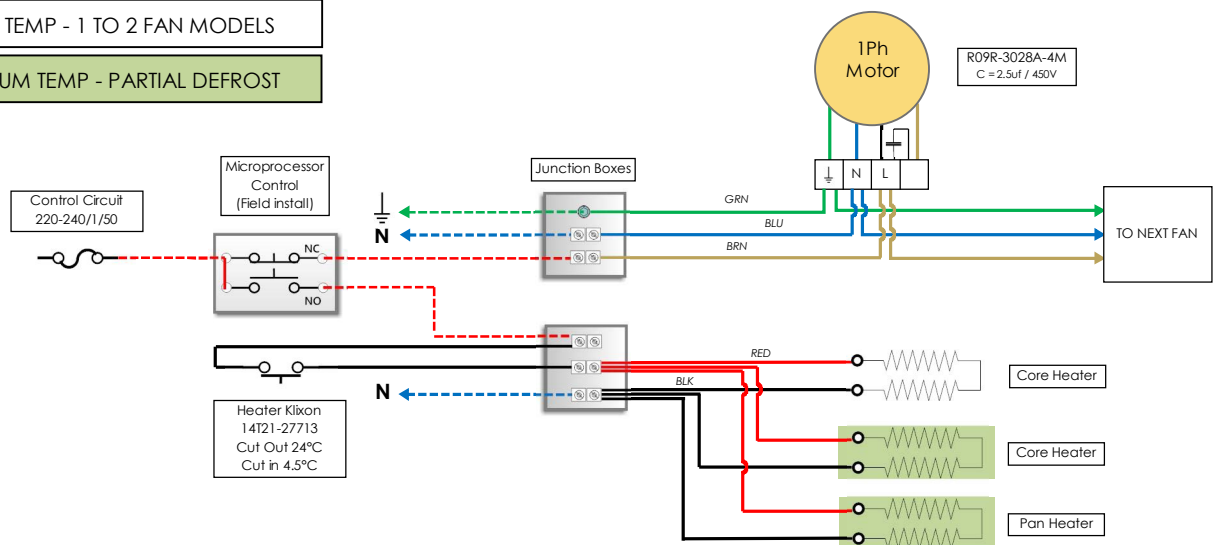 TEMP - 1 TO 2 FAN MODELS
UM TEMP - PARTIAL DEFROST
1Ph
Motor
R09R-3028A-4M
C = 2.5uf / 450V
Microprocessor
Control
(Field install)
Junction Boxes
Control Circuit
220-240/1/50
N
L
GRN
N
BLU
BRN
TO NEXT FAN
NC
NO
RED
Core Heater
BLK
N
Heater Klixon
14T21-27713
Cut Out 24°C
Cut in 4.5°C
Core Heater
Pan Heater